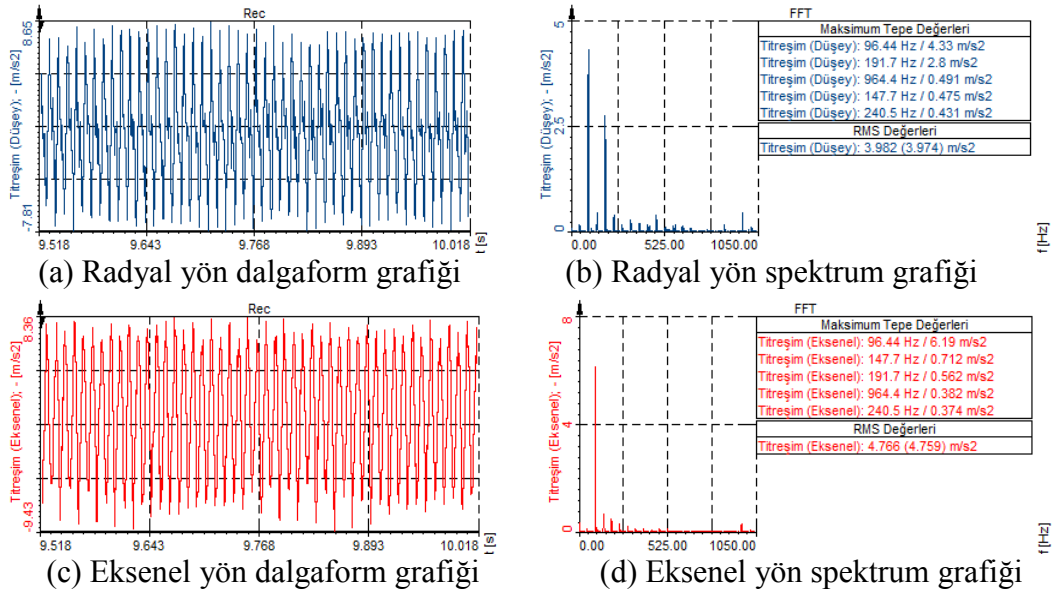 Rec
Titreşim (Düşey); - [m/s2]
8.65
-7.81
9.518 9.643 9.768 9.893 10.018
t [s]
(a) Radyal yön dalgaform grafiği
FFT
Titreşim (Düşey); - [m/s2]
5
2.5
0
0.00 525.00 1050.00
f [Hz]
Maksimum Tepe Değerleri
Titreşim (Düşey): 96.44 Hz / 4.33 m/s2
Titreşim (Düşey): 191.7 Hz / 2.8 m/s2
Titreşim (Düşey): 964.4 Hz / 0.491 m/s2
Titreşim (Düşey): 147.7 Hz / 0.475 m/s2
Titreşim (Düşey): 240.5 Hz / 0.431 m/s2
RMS Değerleri
Titreşim (Düşey): 3.982 (3.974) m/s2
(b) Radyal yön spektrum grafiği
Rec
Titreşim (Eksenel); - [m/s2]
8.36
-9.43
9.518 9.643 9.768 9.893 10.018
t [s]
(c) Eksenel yön dalgaform grafiği
FFT
Titreşim (Eksenel); - [m/s2]
8
4
0
0.00 525.00 1050.00
f [Hz]
Maksimum Tepe Değerleri
Titreşim (Eksenel): 96.44 Hz / 6.19 m/s2
Titreşim (Eksenel): 147.7 Hz / 0.712 m/s2
Titreşim (Eksenel): 191.7 Hz / 0.562 m/s2
Titreşim (Eksenel): 964.4 Hz / 0.382 m/s2
Titreşim (Eksenel): 240.5 Hz / 0.374 m/s2
RMS Değerleri
Titreşim (Eksenel): 4.766 (4.759) m/s2
(d) Eksenel yön spektrum grafiği